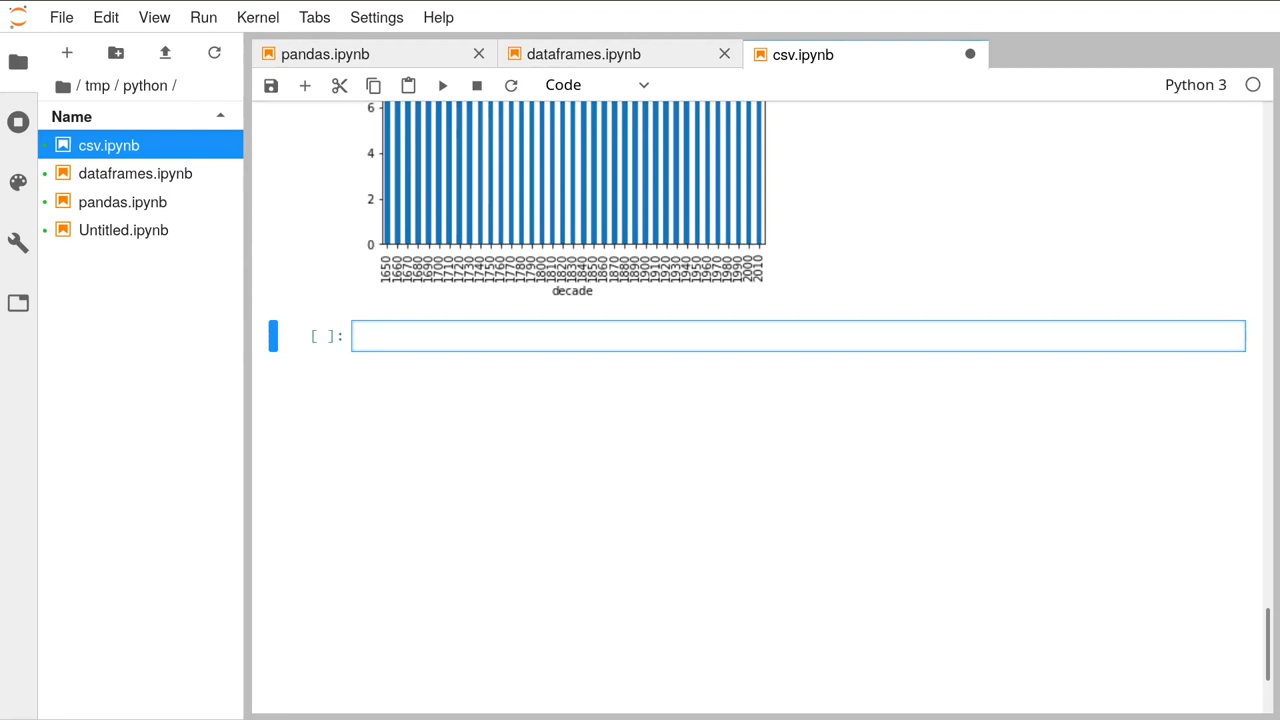 File Edit View Run Kernel Tabs Settings Help
pandas.ipynb
dataframes.ipynb
csv.ipynb
Code
Python 3
/ tmp / python /
Name
csv.ipynb
dataframes.ipynb
pandas.ipynb
Untitled.ipynb
6
4
2
0
1650 1660 1670 1680 1690 1700 1710 1720 1730 1740 1750 1760 1770 1780 1790 1800 1810 1820 1830 1840 1850 1860 1870 1880 1890 1900 1910 1920 1930 1940 1950 1960 1970 1980 1990 2000 2010
decade
[ ]: